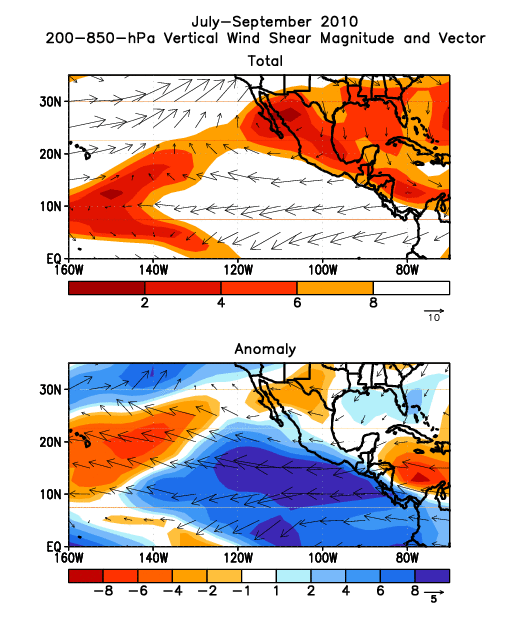 July-September 2010
200-850-hPa Vertical Wind Shear Magnitude and Vector
Total
30N
20N
10N
EQ
160W 140W 120W 100W 80W
2 4 6 8
10
Anomaly
30N
20N
10N
EQ
160W 140W 120W 100W 80W
-8 -6 -4 -2 -1 1 2 4 6 8
5